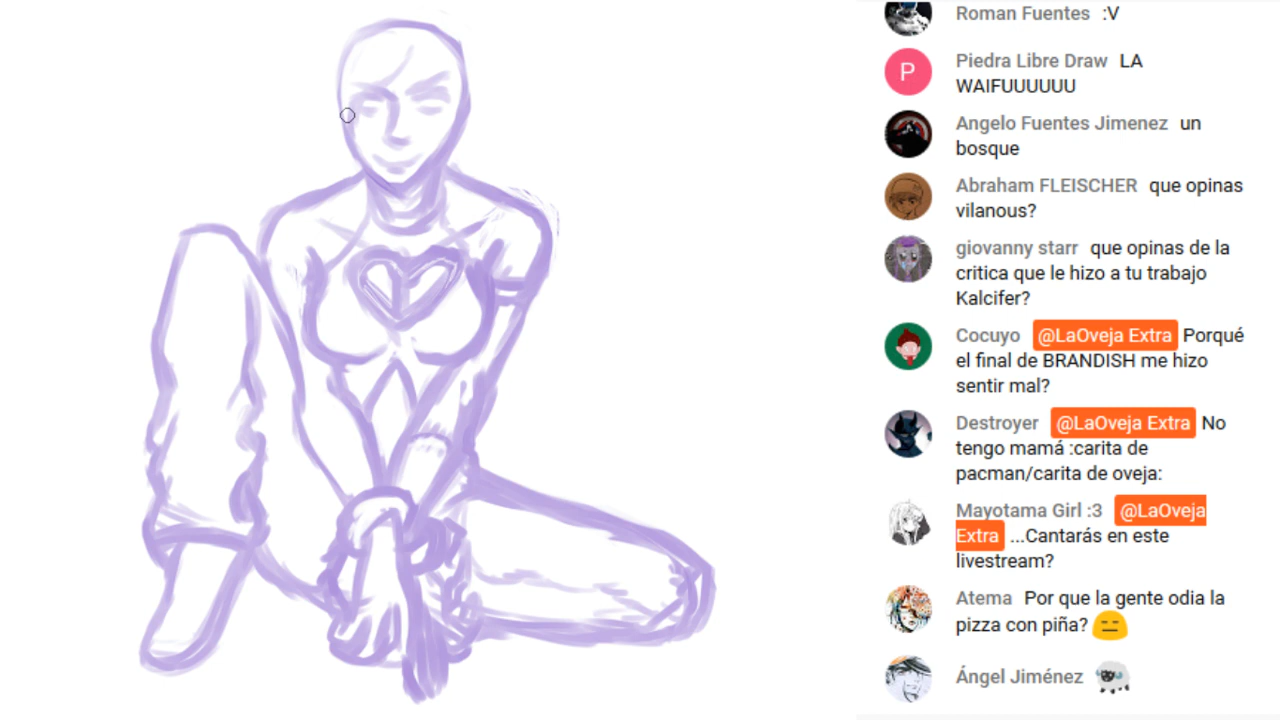 Roman Fuentes :V
P
Piedra Libre Draw LA
WAIFUUUUUU
Angelo Fuentes Jimenez un
bosque
Abraham FLEISCHER que opinas
vilanous?
giovanny starr que opinas de la
critica que le hizo a tu trabajo
Kalcifer?
Cocuyo @LaOveja Extra Porqué
el final de BRANDISH me hizo
sentir mal?
Destroyer @LaOveja Extra No
tengo mamá :carita de
pacman/carita de oveja:
Mayotama Girl :3 @LaOveja
Extra ...Cantarás en este
livestream?
Atema Por que la gente odia la
pizza con piña?
Ángel Jiménez